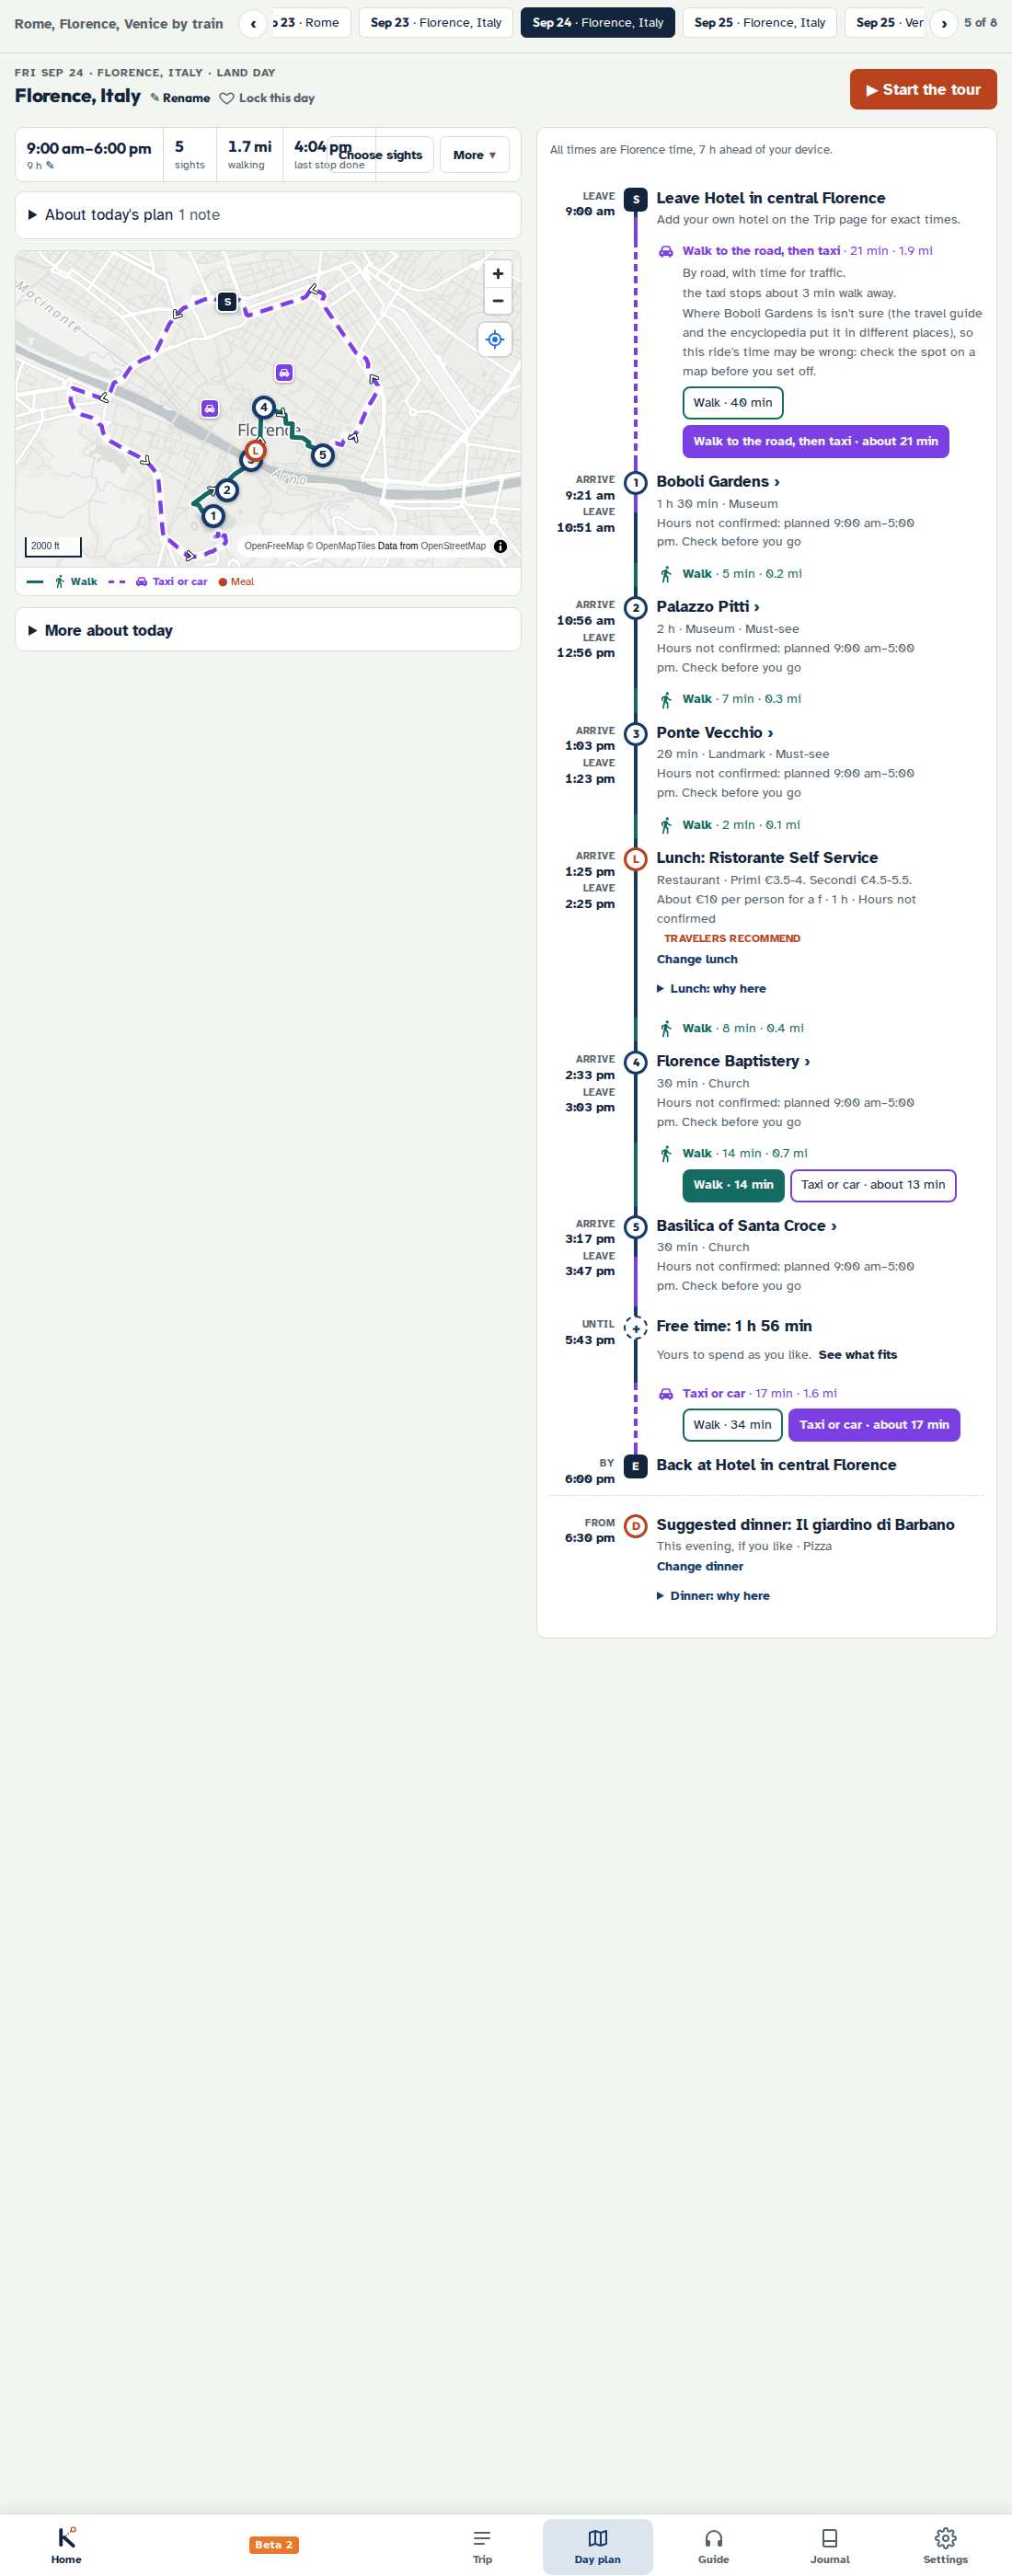 Rome, Florence, Venice by train
‹
23 · Rome
Sep 23 · Florence, Italy
Sep 24 · Florence, Italy
Sep 25 · Florence, Italy
Sep 25 · Ver
›
5 of 8
FRI SEP 24 · FLORENCE, ITALY · LAND DAY
Florence, Italy
✎ Rename
Lock this day
▶ Start the tour
9:00 am–6:00 pm
9 h ✎
5
sights
1.7 mi
walking
4:04 pm
last stop done
Choose sights
More ▾
▶ About today's plan 1 note
Macinante
S
+
−
4
Florence
L
5
Arno
2
1
2000 ft
OpenFreeMap © OpenMapTiles Data from OpenStreetMap
Walk
Taxi or car
Meal
▶ More about today
All times are Florence time, 7 h ahead of your device.
LEAVE
9:00 am
S
Leave Hotel in central Florence
Add your own hotel on the Trip page for exact times.
Walk to the road, then taxi · 21 min · 1.9 mi
By road, with time for traffic.
the taxi stops about 3 min walk away.
Where Boboli Gardens is isn't sure (the travel guide
and the encyclopedia put it in different places), so
this ride's time may be wrong: check the spot on a
map before you set off.
Walk · 40 min
Walk to the road, then taxi · about 21 min
ARRIVE
9:21 am
LEAVE
10:51 am
1
Boboli Gardens ›
1 h 30 min · Museum
Hours not confirmed: planned 9:00 am–5:00
pm. Check before you go
Walk · 5 min · 0.2 mi
ARRIVE
10:56 am
LEAVE
12:56 pm
2
Palazzo Pitti ›
2 h · Museum · Must-see
Hours not confirmed: planned 9:00 am–5:00
pm. Check before you go
Walk · 7 min · 0.3 mi
ARRIVE
1:03 pm
LEAVE
1:23 pm
3
Ponte Vecchio ›
20 min · Landmark · Must-see
Hours not confirmed: planned 9:00 am–5:00
pm. Check before you go
Walk · 2 min · 0.1 mi
ARRIVE
1:25 pm
LEAVE
2:25 pm
L
Lunch: Ristorante Self Service
Restaurant · Primi €3.5-4. Secondi €4.5-5.5.
About €10 per person for a f · 1 h · Hours not
confirmed
TRAVELERS RECOMMEND
Change lunch
▶ Lunch: why here
Walk · 8 min · 0.4 mi
ARRIVE
2:33 pm
LEAVE
3:03 pm
4
Florence Baptistery ›
30 min · Church
Hours not confirmed: planned 9:00 am–5:00
pm. Check before you go
Walk · 14 min · 0.7 mi
Walk · 14 min
Taxi or car · about 13 min
ARRIVE
3:17 pm
LEAVE
3:47 pm
5
Basilica of Santa Croce ›
30 min · Church
Hours not confirmed: planned 9:00 am–5:00
pm. Check before you go
UNTIL
5:43 pm
+
Free time: 1 h 56 min
Yours to spend as you like. See what fits
Taxi or car · 17 min · 1.6 mi
Walk · 34 min
Taxi or car · about 17 min
BY
6:00 pm
E
Back at Hotel in central Florence
FROM
6:30 pm
D
Suggested dinner: Il giardino di Barbano
This evening, if you like · Pizza
Change dinner
▶ Dinner: why here
Home
Beta 2
Trip
Day plan
Guide
Journal
Settings